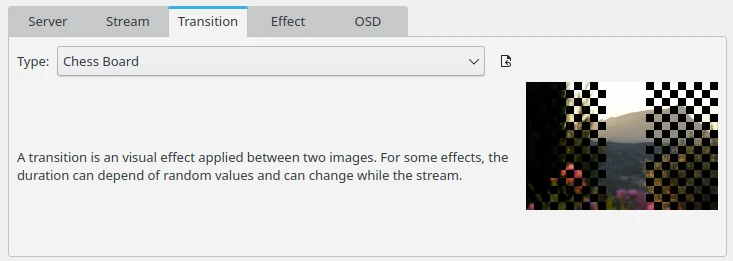 Server Stream Transition Effect OSD
Type: Chess Board
A transition is an visual effect applied between two images. For some effects, the
duration can depend of random values and can change while the stream.